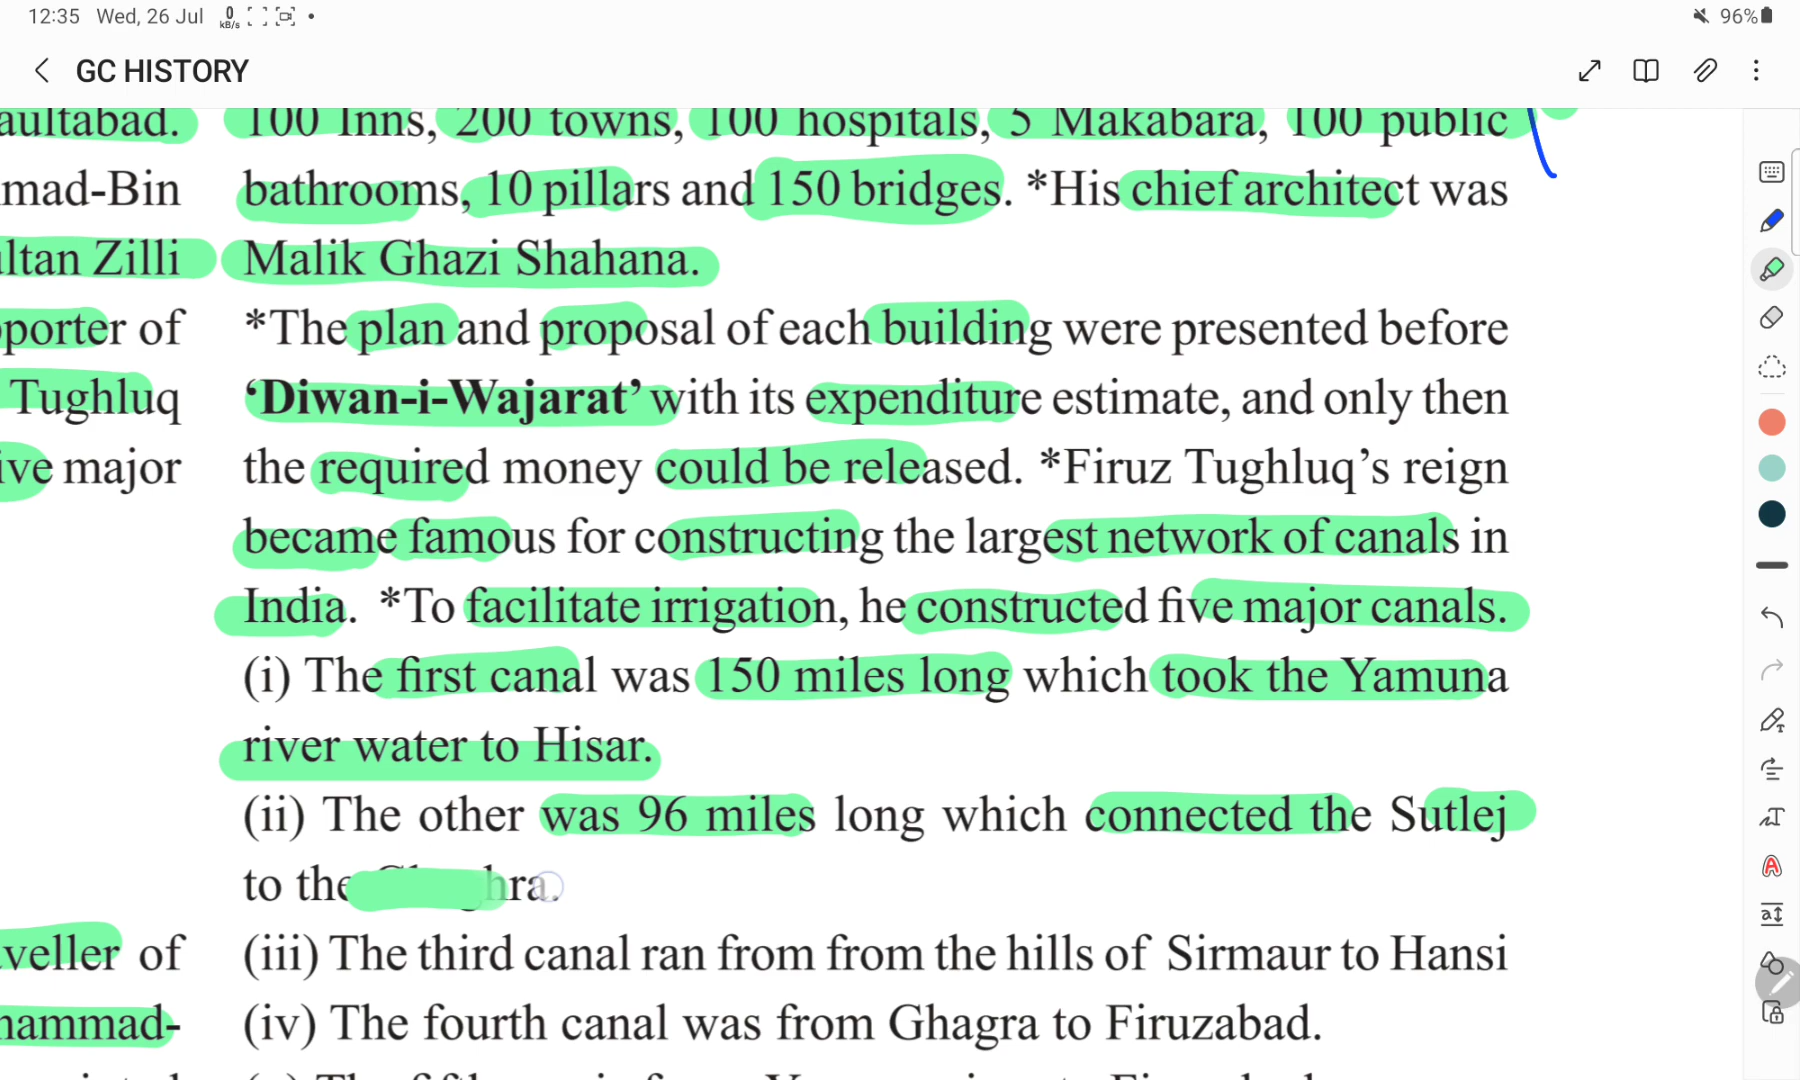 12:35 Wed, 26 Jul 0 kB/s 96%
GC HISTORY
aultabad.
mad-Bin
ltan Zilli
porter of
Tughluq
ive major
veller of
hammad-
100 Inns, 200 towns, 100 hospitals, 5 Makabara, 100 public
bathrooms, 10 pillars and 150 bridges. *His chief architect was
Malik Ghazi Shahana.
*The plan and proposal of each building were presented before
‘Diwan-i-Wajarat’ with its expenditure estimate, and only then
the required money could be released. *Firuz Tughluq’s reign
became famous for constructing the largest network of canals in
India. *To facilitate irrigation, he constructed five major canals.
(i) The first canal was 150 miles long which took the Yamuna
river water to Hisar.
(ii) The other was 96 miles long which connected the Sutlej
to the
(iii) The third canal ran from from the hills of Sirmaur to Hansi
(iv) The fourth canal was from Ghagra to Firuzabad.